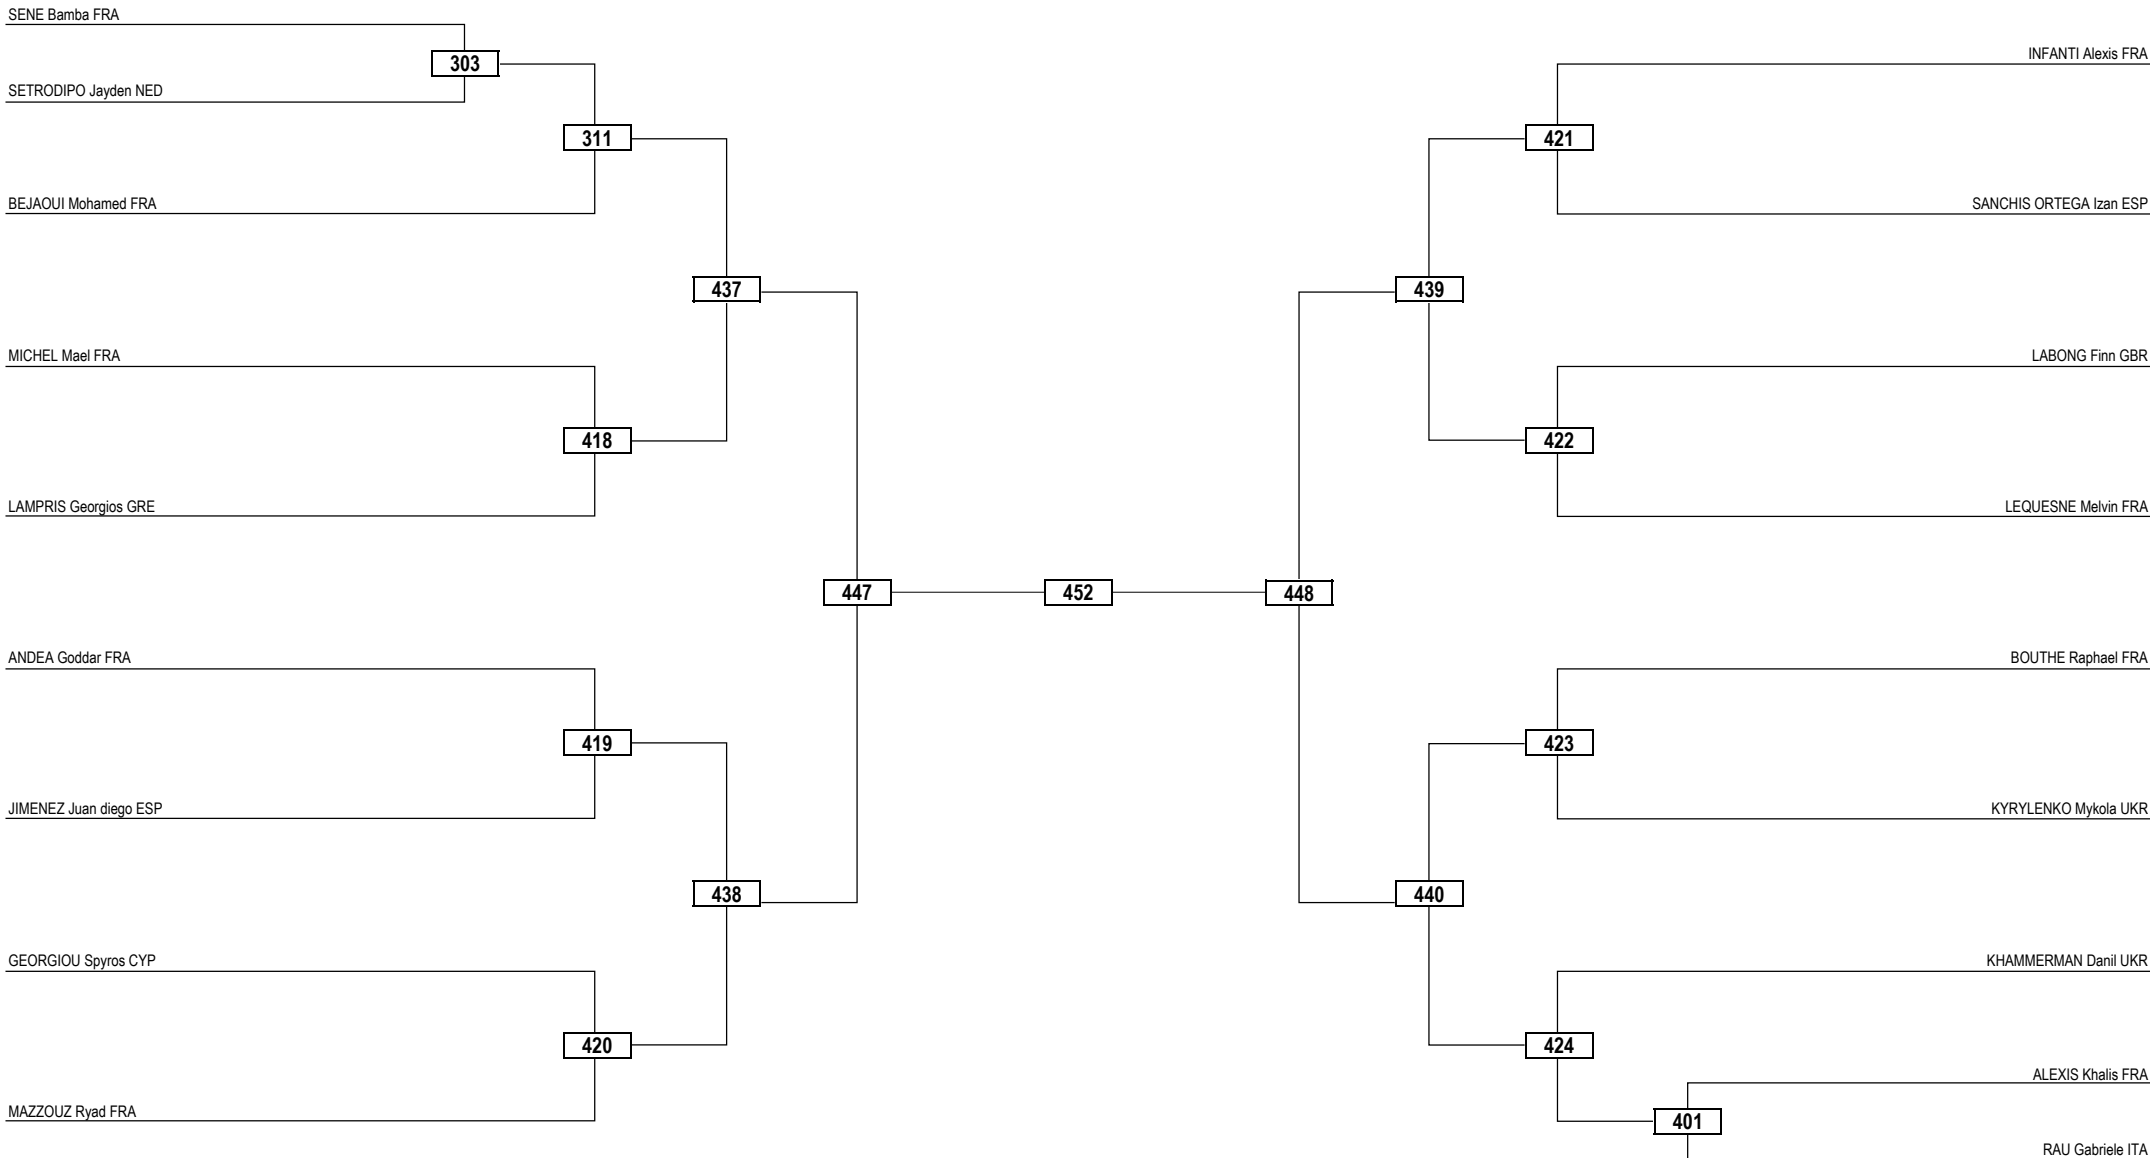 SENE Bamba FRA
303
SETRODIPO Jayden NED
311
BEJAOUI Mohamed FRA
437
MICHEL Mael FRA
418
LAMPRIS Georgios GRE
447
ANDEA Goddar FRA
419
JIMENEZ Juan diego ESP
438
GEORGIOU Spyros CYP
420
MAZZOUZ Ryad FRA
452
INFANTI Alexis FRA
421
SANCHIS ORTEGA Izan ESP
439
LABONG Finn GBR
422
LEQUESNE Melvin FRA
448
BOUTHE Raphael FRA
423
KYRYLENKO Mykola UKR
440
KHAMMERMAN Danil UKR
424
ALEXIS Khalis FRA
401
RAU Gabriele ITA